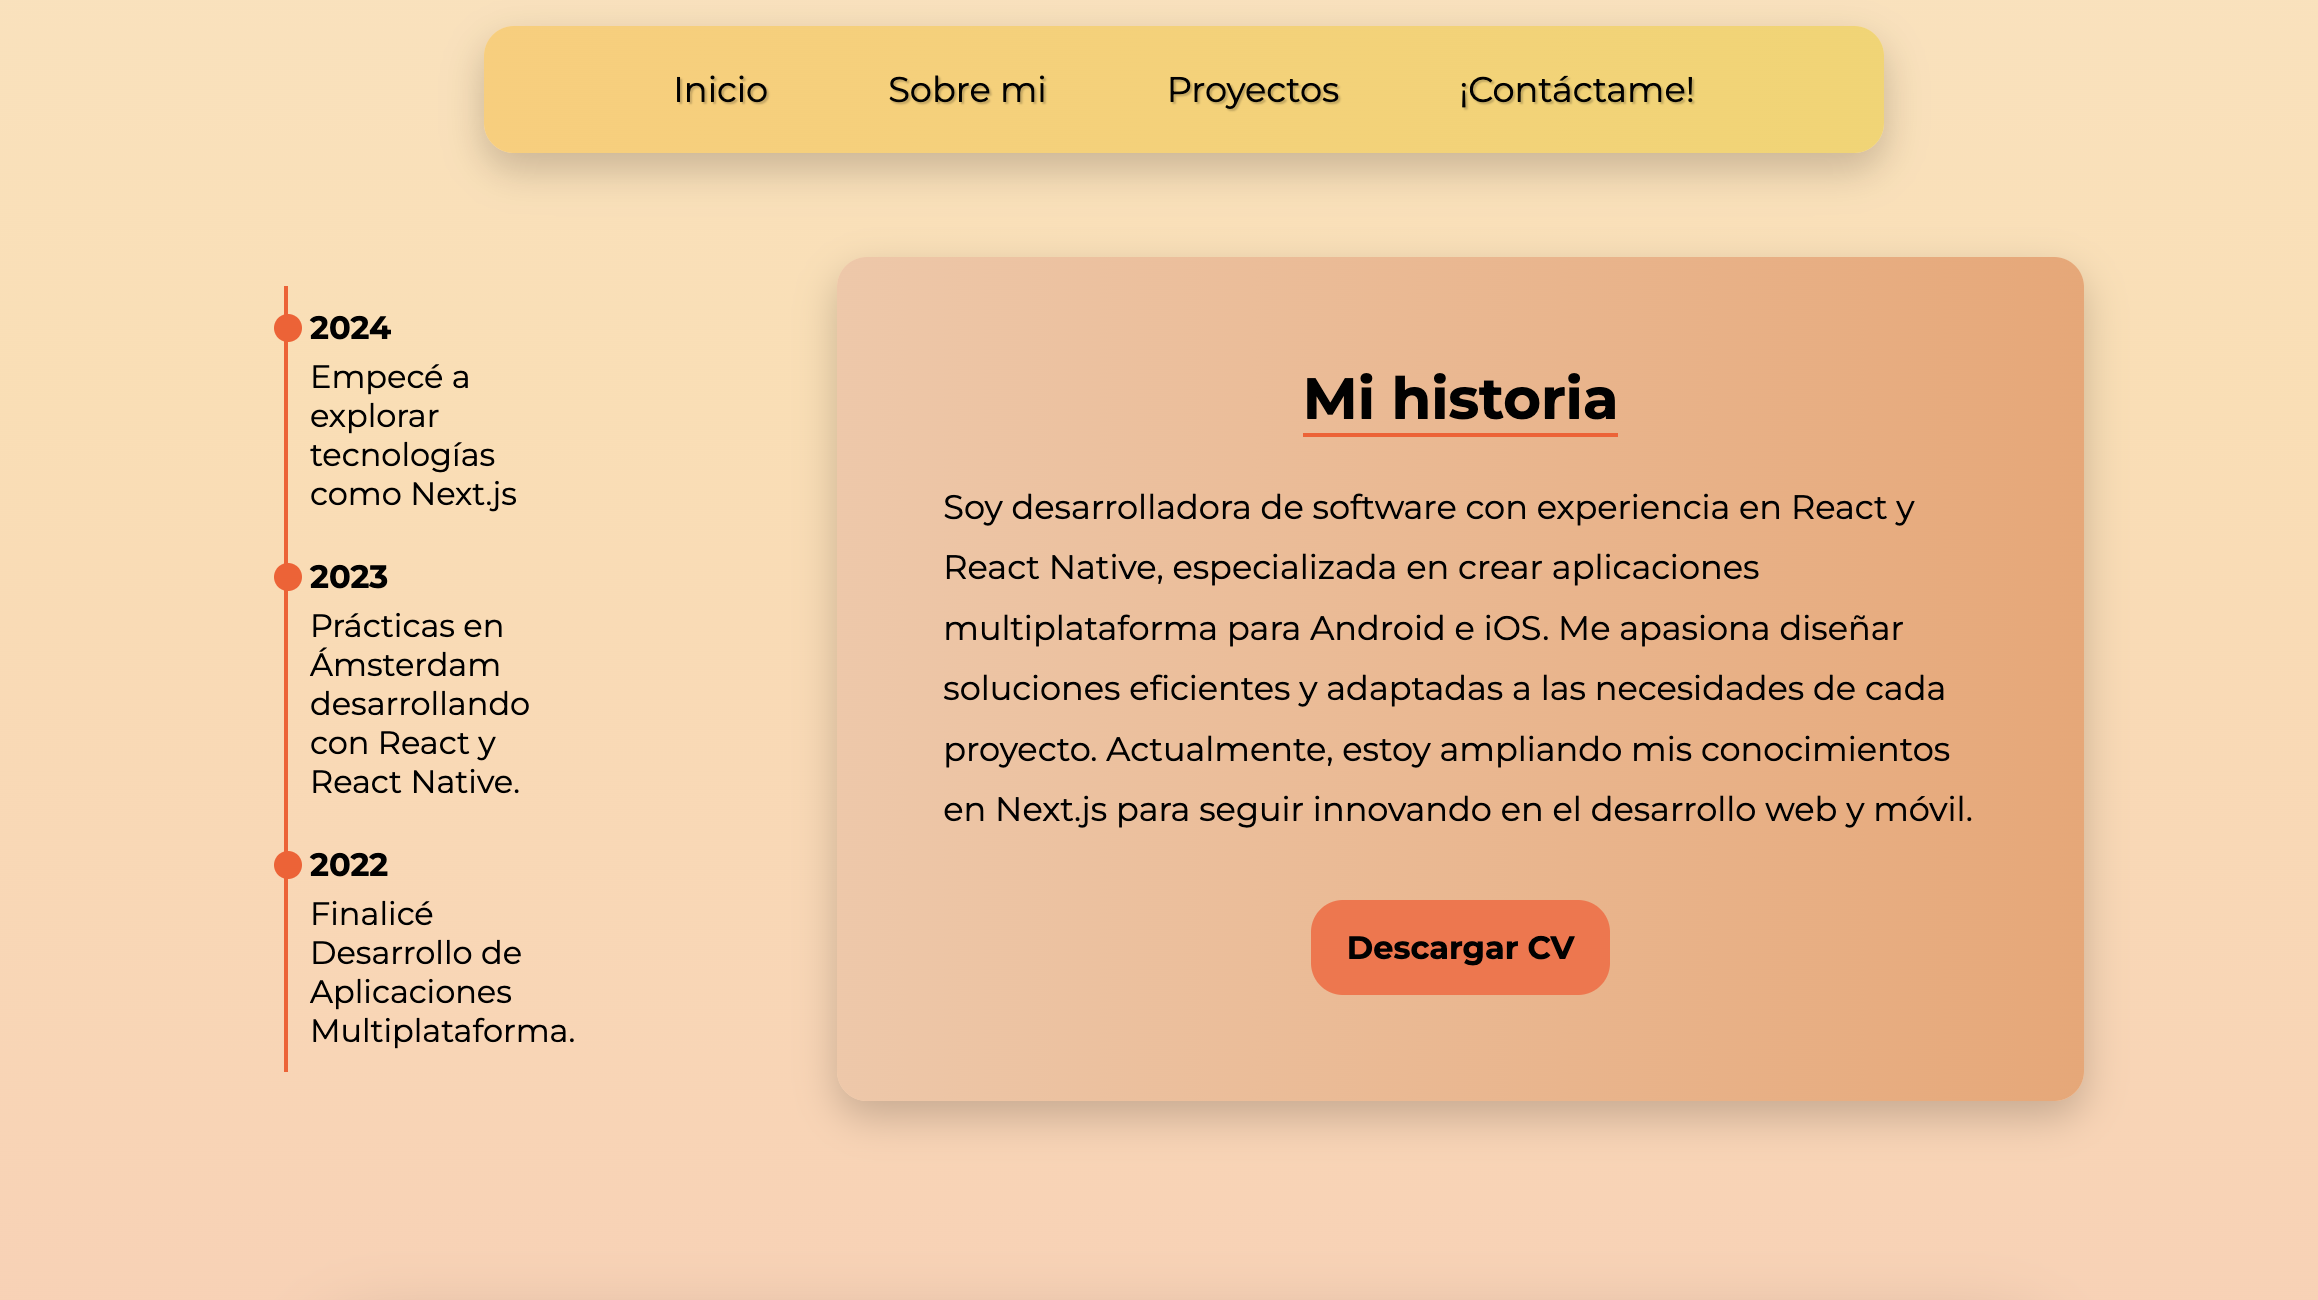 Inicio
Sobre mi
Proyectos
¡Contáctame!
2024
Empecé a
explorar
tecnologías
como Next.js
2023
Prácticas en
Ámsterdam
desarrollando
con React y
React Native.
2022
Finalicé
Desarrollo de
Aplicaciones
Multiplataforma.
Mi historia
Soy desarrolladora de software con experiencia en React y
React Native, especializada en crear aplicaciones
multiplataforma para Android e iOS. Me apasiona diseñar
soluciones eficientes y adaptadas a las necesidades de cada
proyecto. Actualmente, estoy ampliando mis conocimientos
en Next.js para seguir innovando en el desarrollo web y móvil.
Descargar CV